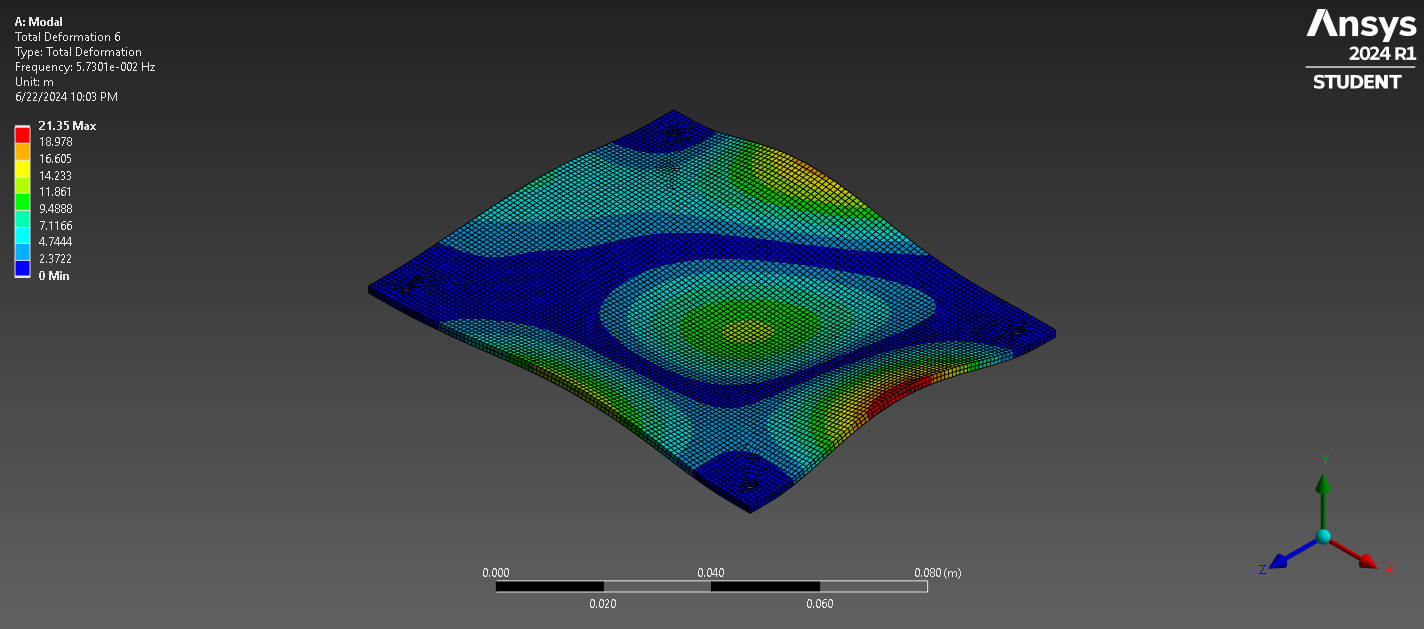 A: Modal
Total Deformation 6
Type: Total Deformation
Frequency: 5.7301e-002 Hz
Unit: m
6/22/2024 10:03 PM
21.35 Max
18.978
16.605
14.233
11.861
9.4888
7.1166
4.7444
2.3722
0 Min
Ansys
2024 R1
STUDENT
0.000 0.040 0.080 (m)
0.020 0.060
Y
Z X